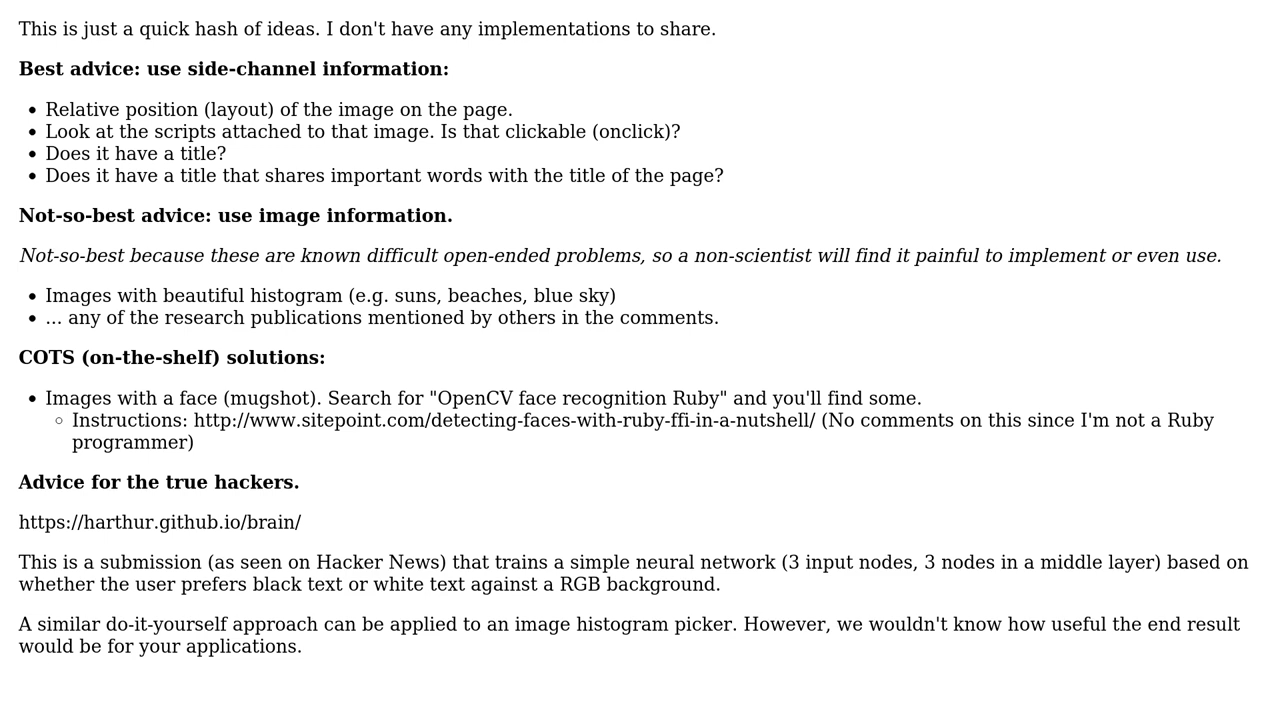 This is just a quick hash of ideas. I don't have any implementations to share.
Best advice: use side-channel information:
• Relative position (layout) of the image on the page.
• Look at the scripts attached to that image. Is that clickable (onclick)?
• Does it have a title?
• Does it have a title that shares important words with the title of the page?
Not-so-best advice: use image information.
Not-so-best because these are known difficult open-ended problems, so a non-scientist will find it painful to implement or even use.
• Images with beautiful histogram (e.g. suns, beaches, blue sky)
• ... any of the research publications mentioned by others in the comments.
COTS (on-the-shelf) solutions:
• Images with a face (mugshot). Search for "OpenCV face recognition Ruby" and you'll find some.
◦ Instructions: http://www.sitepoint.com/detecting-faces-with-ruby-ffi-in-a-nutshell/ (No comments on this since I'm not a Ruby
programmer)
Advice for the true hackers.
https://harthur.github.io/brain/
This is a submission (as seen on Hacker News) that trains a simple neural network (3 input nodes, 3 nodes in a middle layer) based on
whether the user prefers black text or white text against a RGB background.
A similar do-it-yourself approach can be applied to an image histogram picker. However, we wouldn't know how useful the end result
would be for your applications.